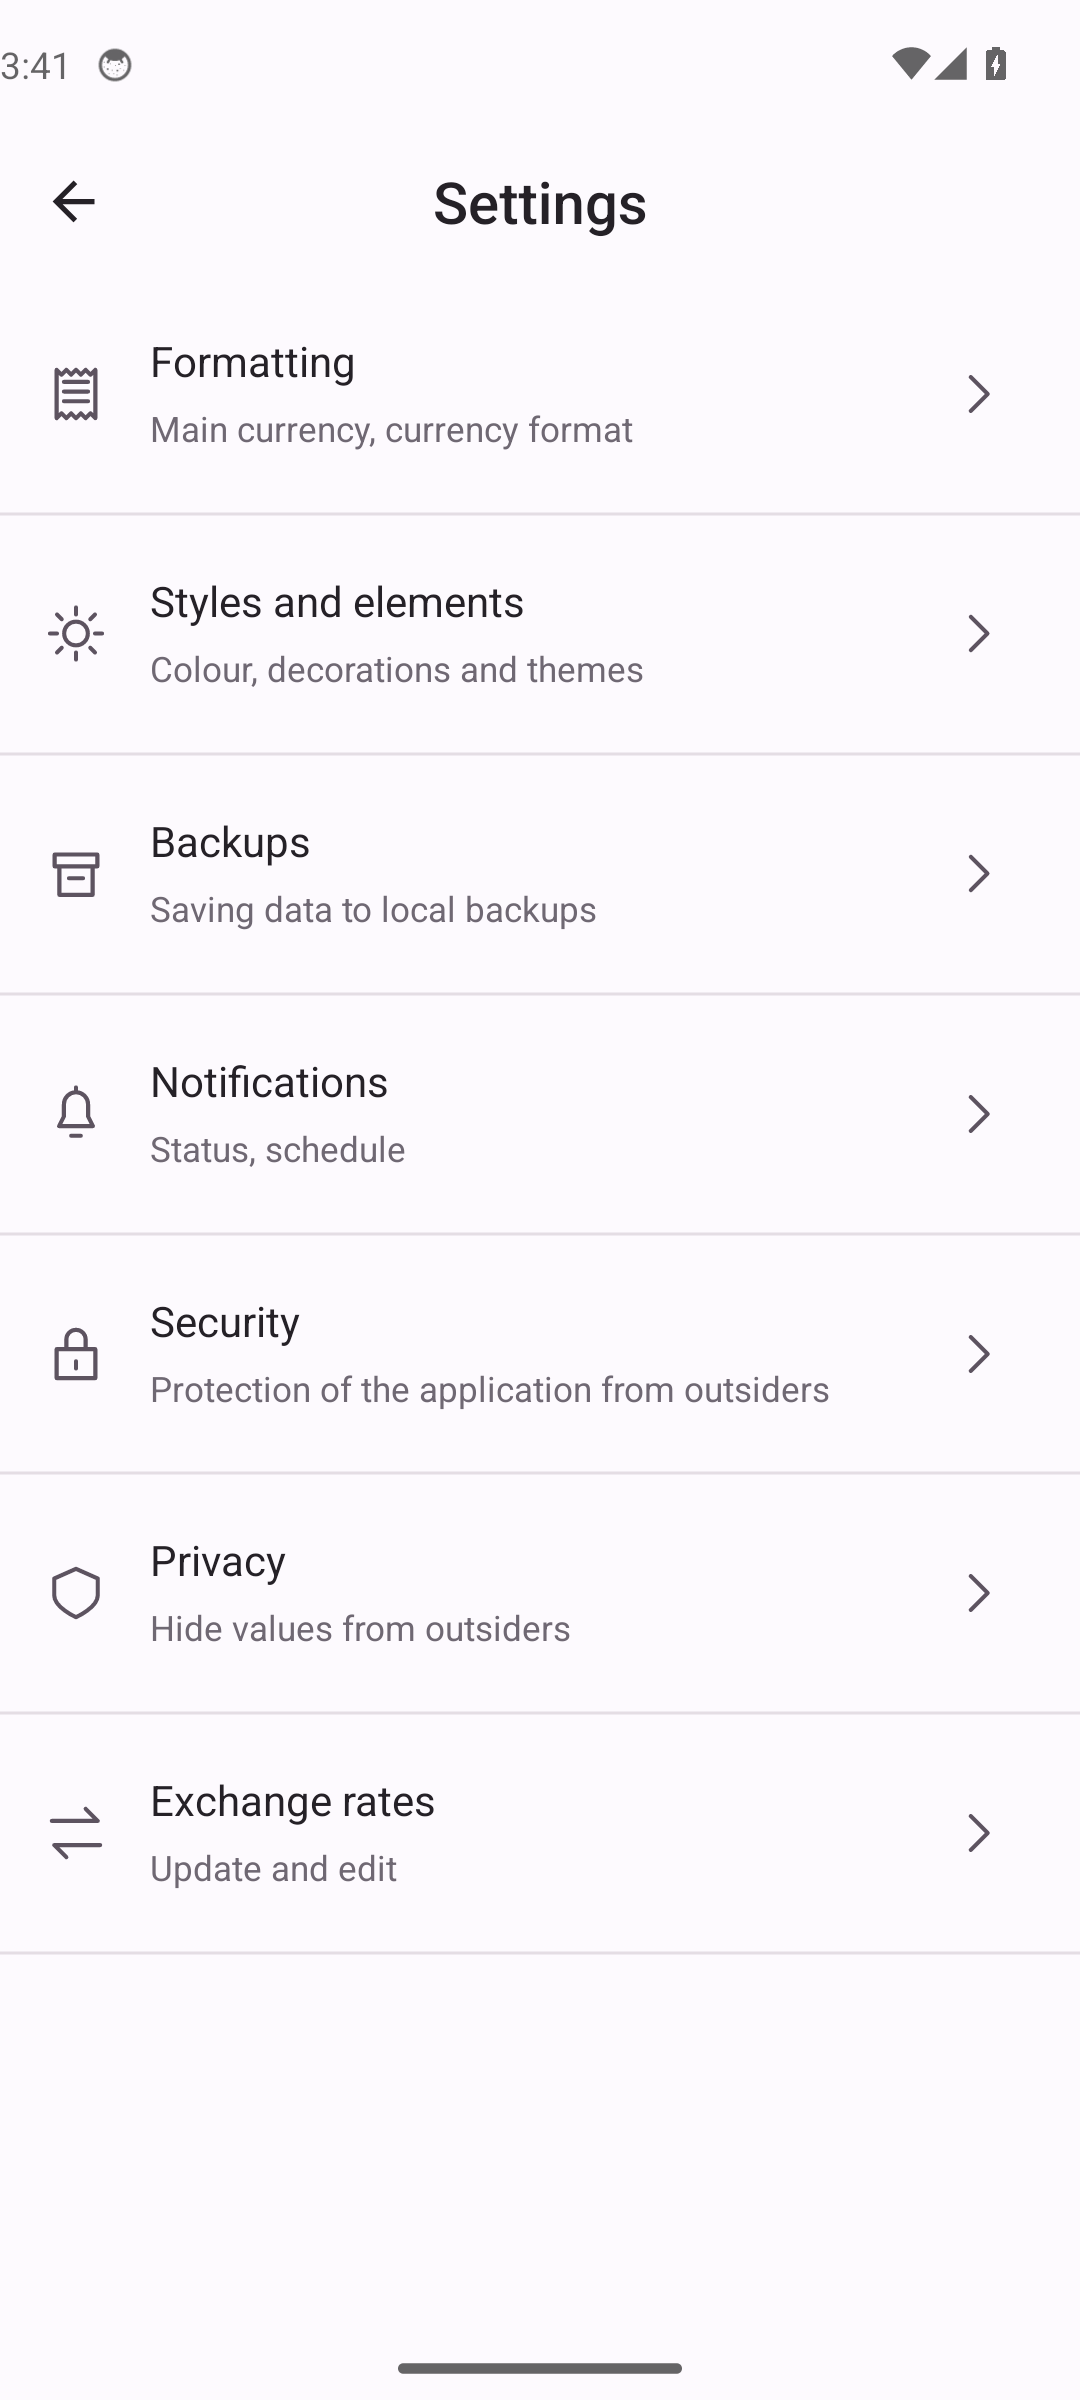 3:41
Settings
Formatting
Main currency, currency format
Styles and elements
Colour, decorations and themes
Backups
Saving data to local backups
Notifications
Status, schedule
Security
Protection of the application from outsiders
Privacy
Hide values from outsiders
Exchange rates
Update and edit